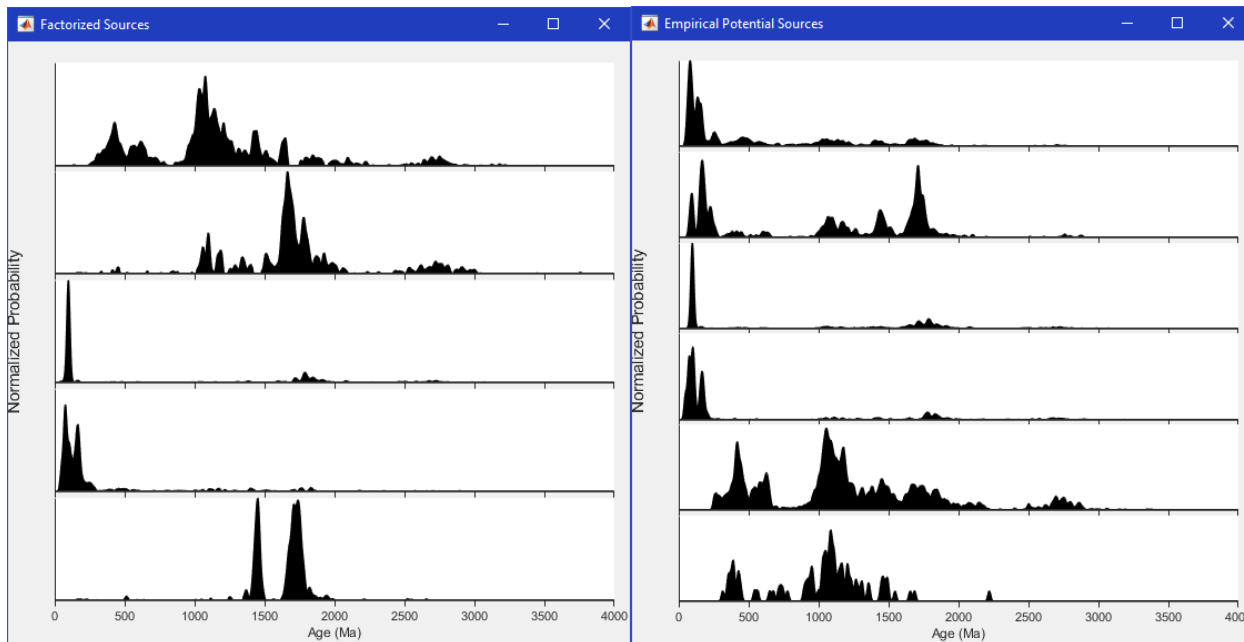 Factorized Sources
Normalized Probability
0 500 1000 1500 2000 2500 3000 3500 4000
Age (Ma)
Empirical Potential Sources
Normalized Probability
0 500 1000 1500 2000 2500 3000 3500 400
Age (Ma)